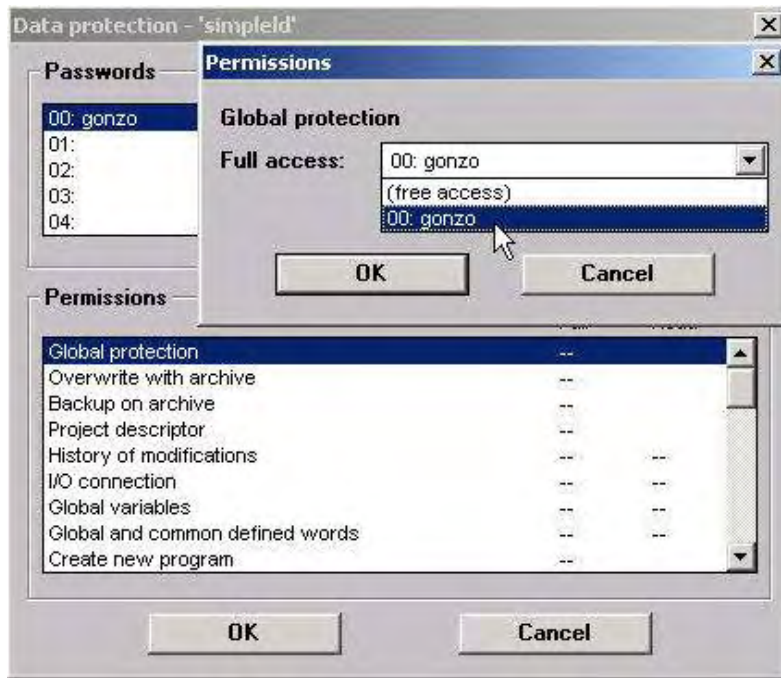 Data protection - 'simpleld'
Passwords
00: gonzo
01:
02:
03:
04:
Permissions
Global protection
Full access: 00: gonzo
(free access)
00: gonzo
OK Cancel
Permissions
Global protection --
Overwrite with archive --
Backup on archive --
Project descriptor --
History of modifications -- --
I/O connection -- --
Global variables -- --
Global and common defined words -- --
Create new program --
OK Cancel